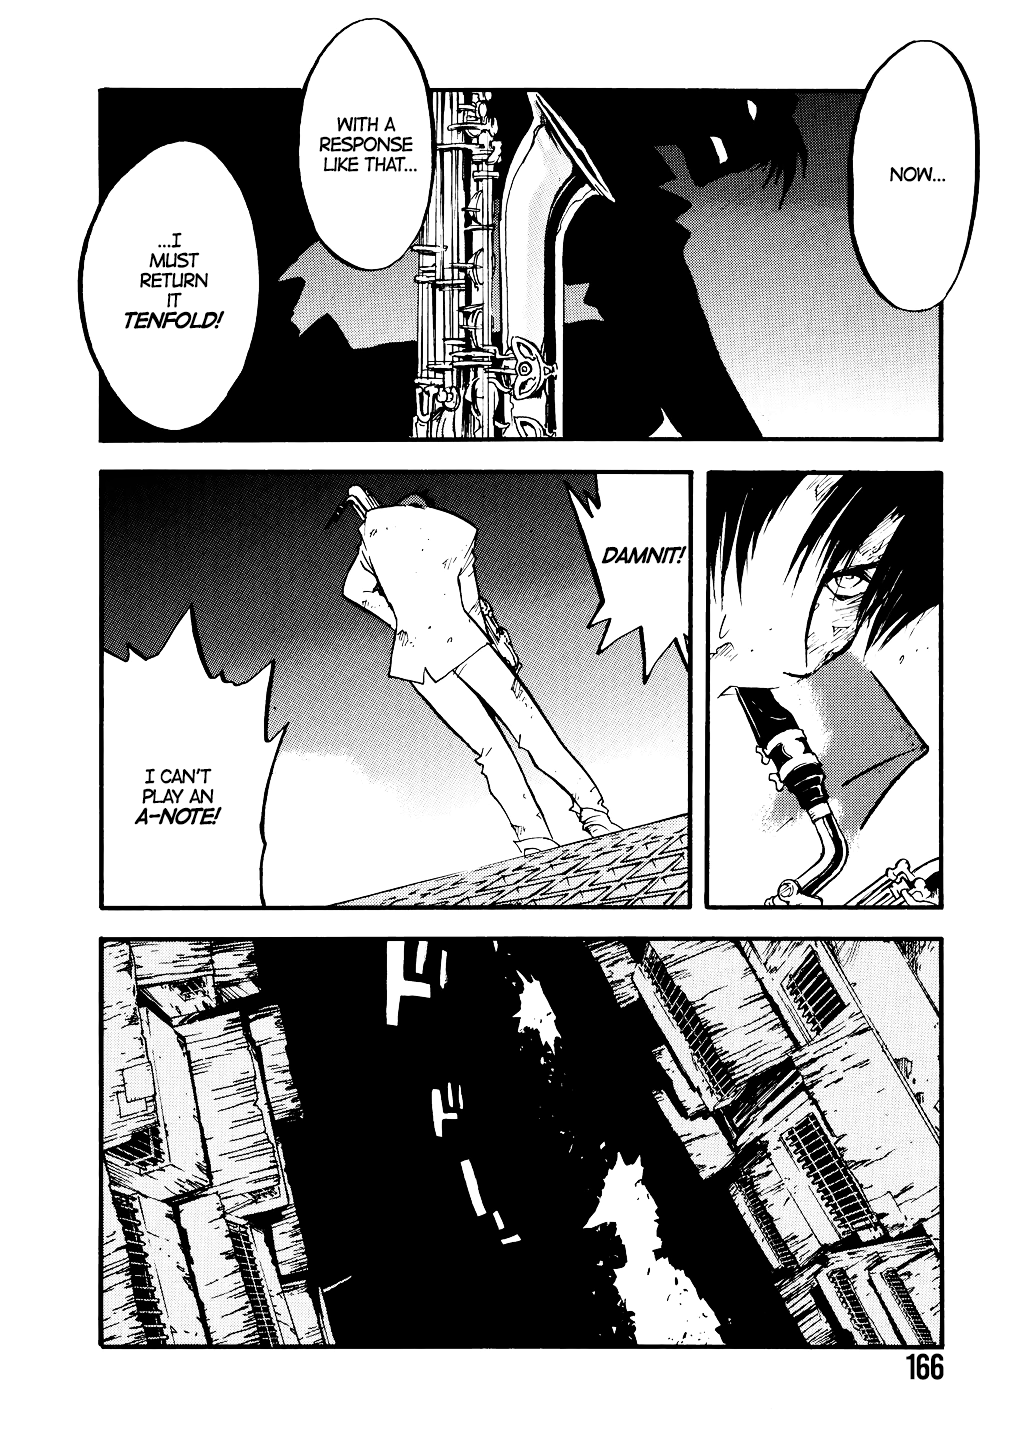 NOW...
WITH A
RESPONSE
LIKE THAT...
...I
MUST
RETURN
IT
TENFOLD!
DAMNIT!
I CAN'T
PLAY AN
A-NOTE!
ド
ド
166